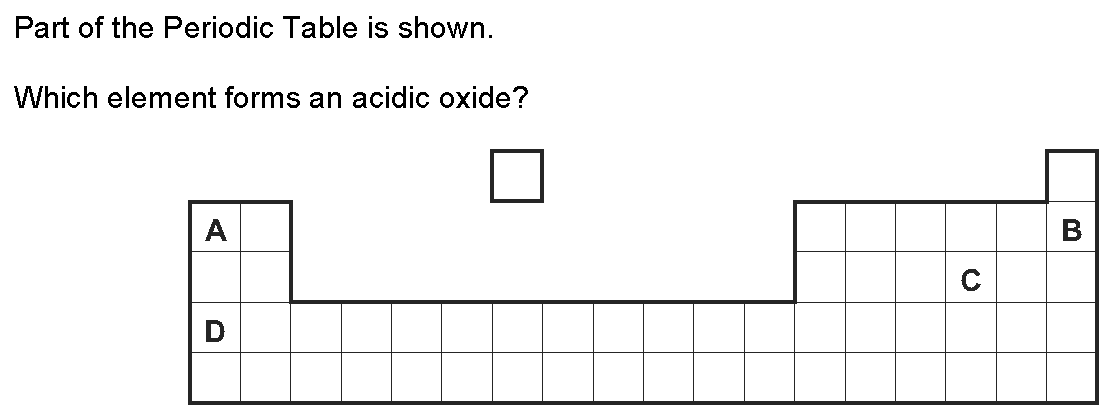 Part of the Periodic Table is shown.
Which element forms an acidic oxide?
A
B
C
D